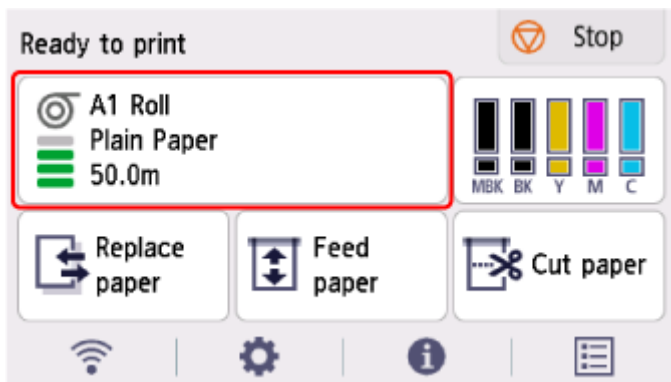 Ready to print
Stop
A1 Roll
Plain Paper
50.0m
MBK BK Y M C
Replace
paper
Feed
paper
Cut paper